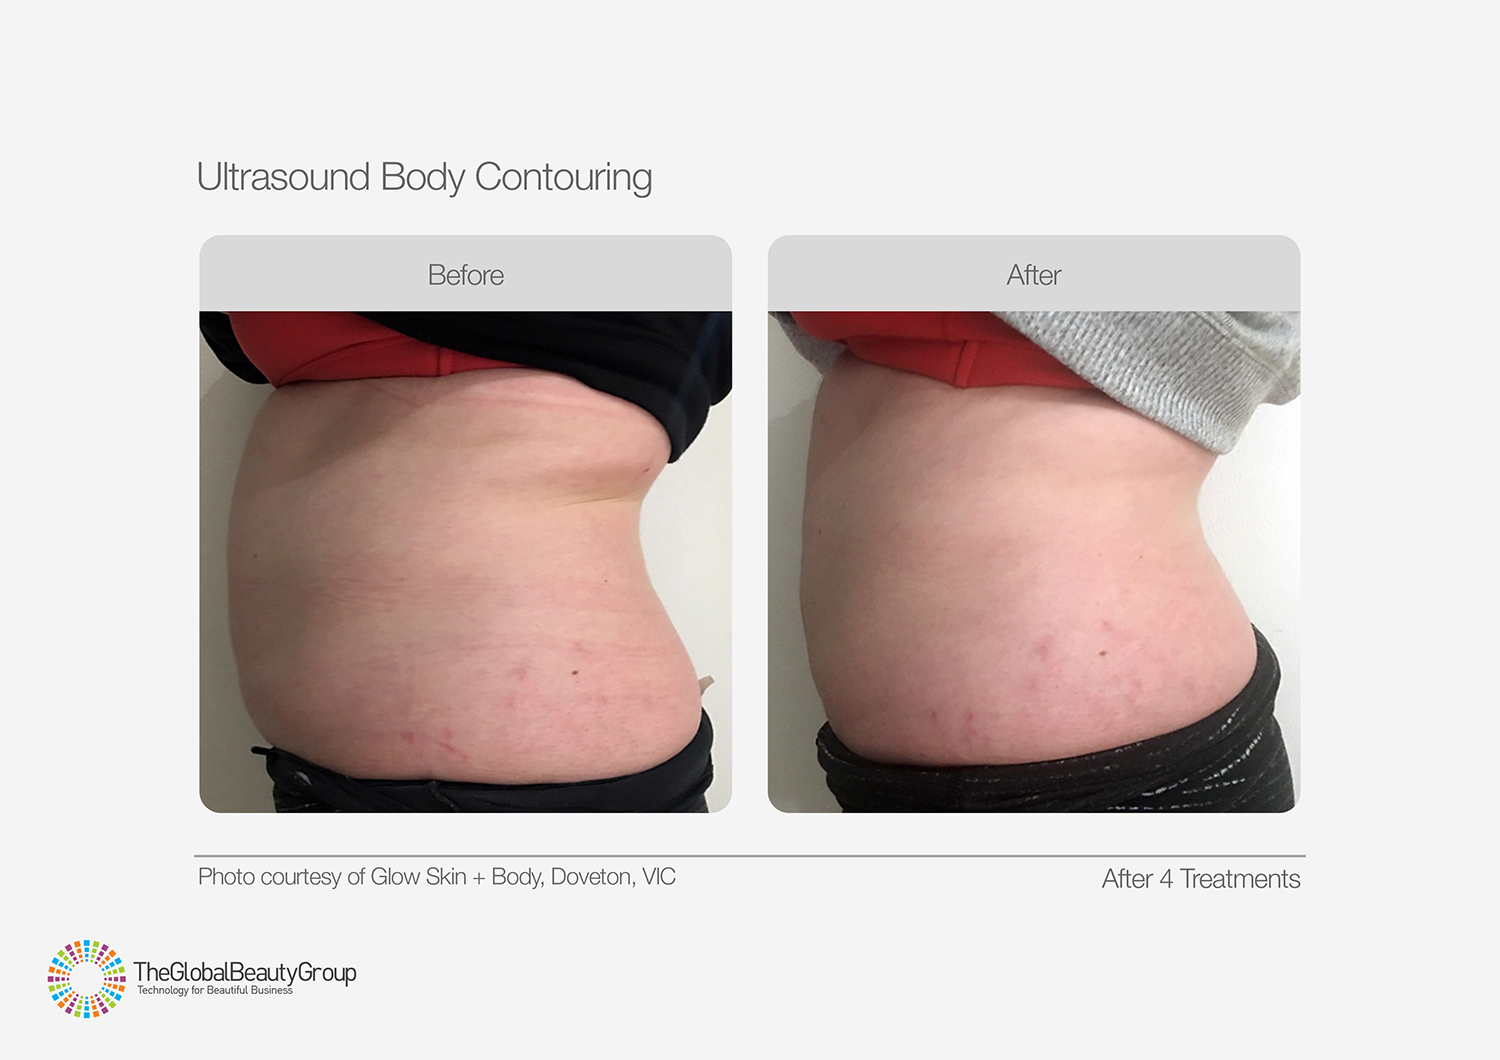 Ultrasound Body Contouring
Before
After
Photo courtesy of Glow Skin + Body, Doveton, VIC
After 4 Treatments
TheGlobalBeautyGroup
Technology for Beautiful Business